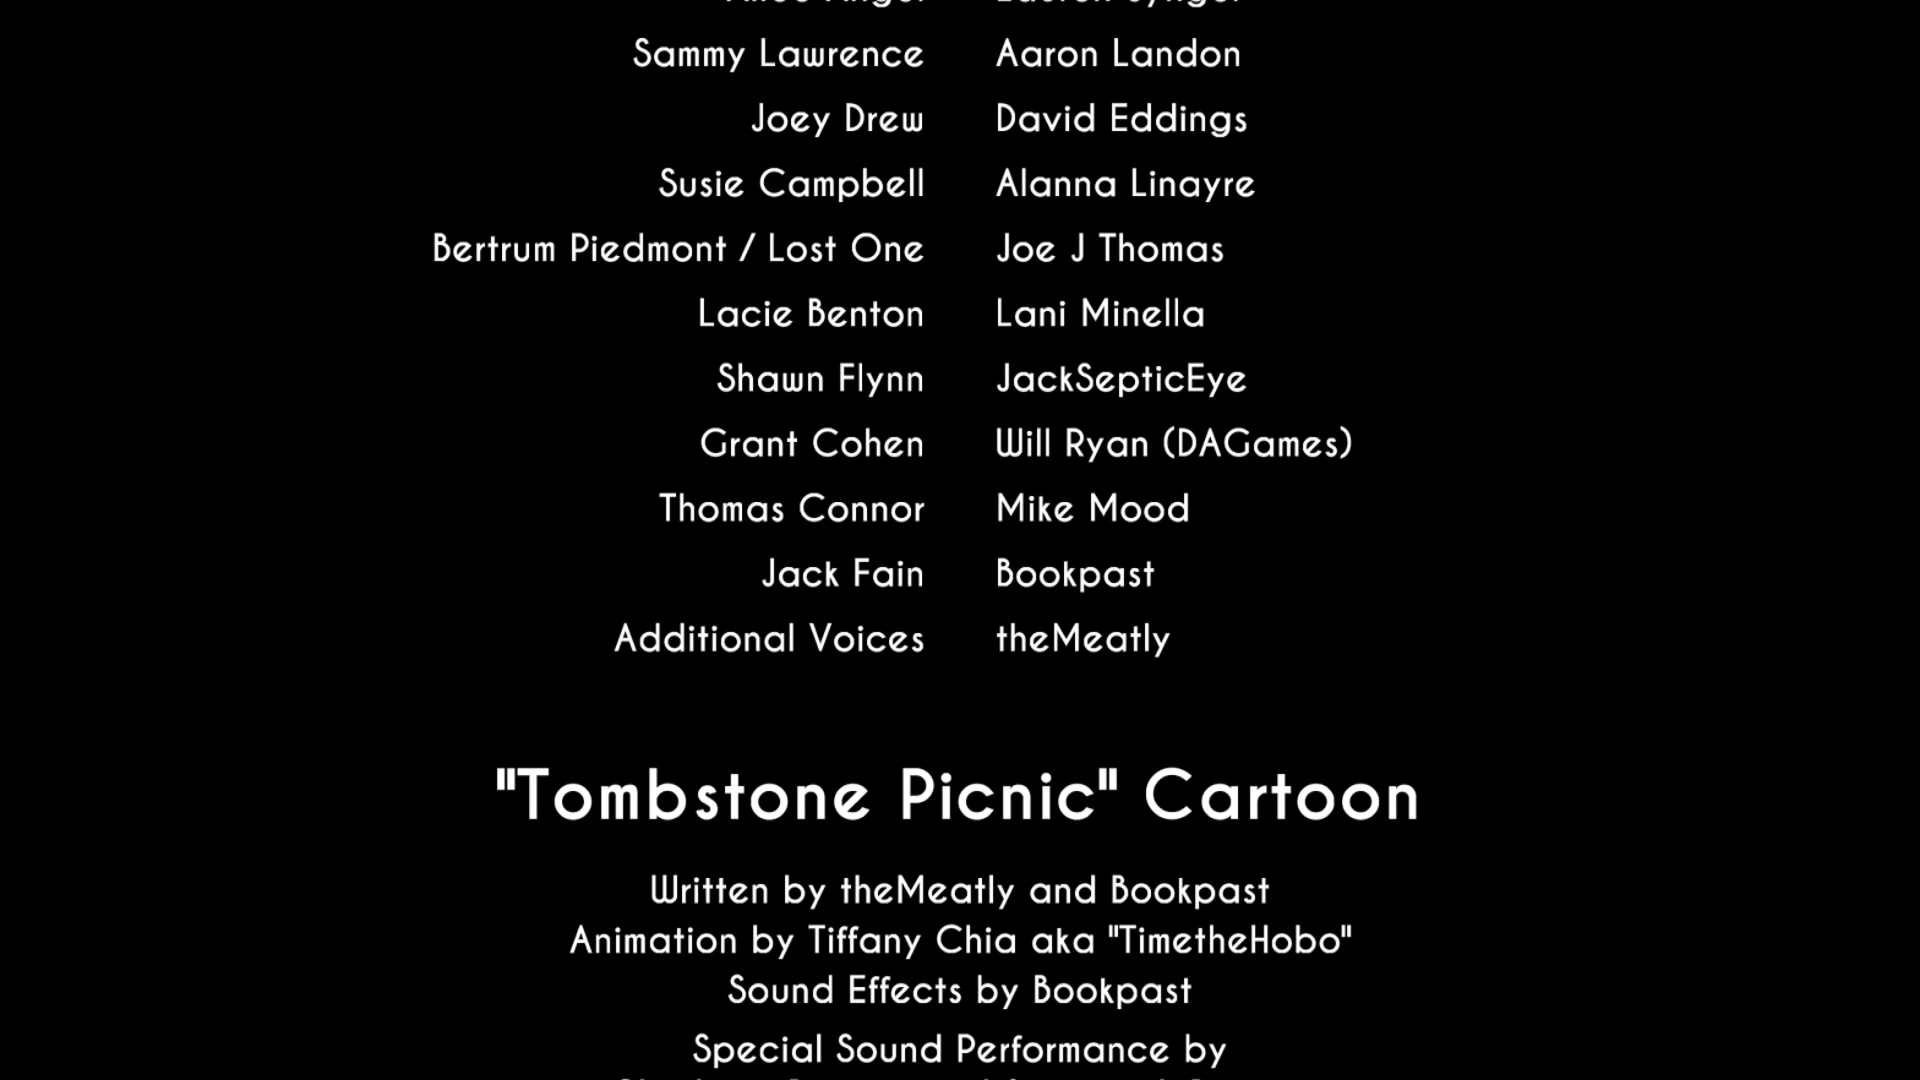 Sammy Lawrence Aaron Landon
Joey Drew David Eddings
Susie Campbell Alanna Linayre
Bertrum Piedmont / Lost One Joe J Thomas
Lacie Benton Lani Minella
Shawn Flynn JackSepticEye
Grant Cohen Will Ryan (DAGames)
Thomas Connor Mike Mood
Jack Fain Bookpast
Additional Voices theMeatly
"Tombstone Picnic" Cartoon
Written by theMeatly and Bookpast
Animation by Tiffany Chia aka "TimetheHobo"
Sound Effects by Bookpast
Special Sound Performance by